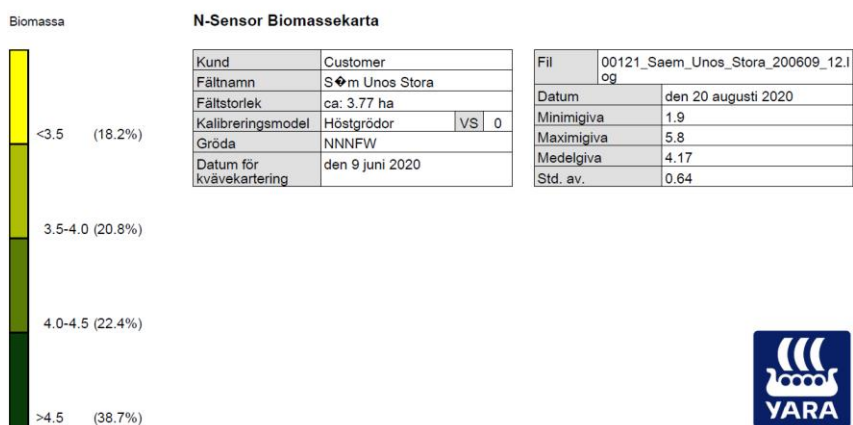 Biomassa
N-Sensor Biomassekarta
<3.5 (18.2%)
3.5-4.0 (20.8%)
4.0-4.5 (22.4%)
>4.5 (38.7%)
Kund Customer
Fältnamn S�m Unos Stora
Fältstorlek ca: 3.77 ha
Kalibreringsmodel Höstgrödor VS 0
Gröda NNNFW
Datum för den 9 juni 2020
kvävekartering
Fil 00121_Saem_Unos_Stora_200609_12.l
og
Datum den 20 augusti 2020
Minimigiva 1.9
Maximigiva 5.8
Medelgiva 4.17
Std. av. 0.64
YARA